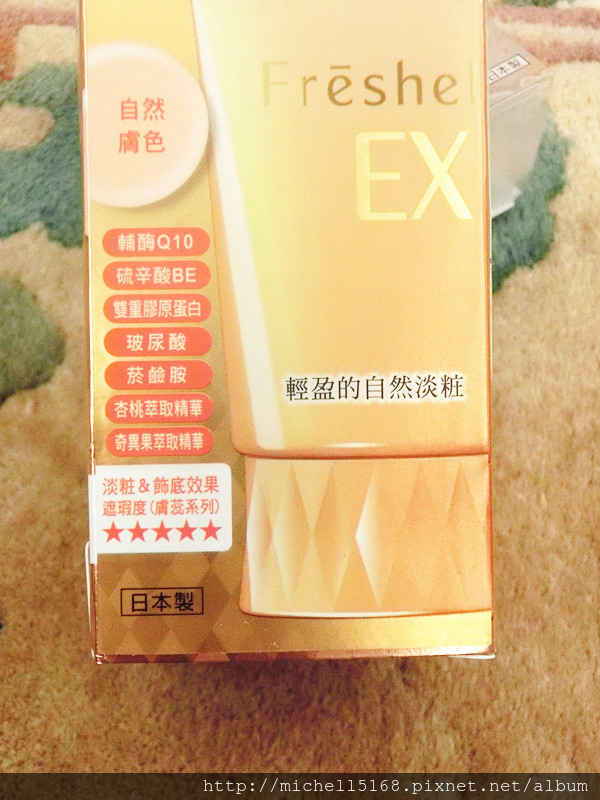 自然
膚色
Frēshel
EX
日本製
輔酶Q10
硫辛酸BE
雙重膠原蛋白
玻尿酸
菸鹼胺
杏桃萃取精華
奇異果萃取精華
輕盈的自然淡粧
淡粧&飾底效果
遮瑕度(膚蕊系列)
★★★★★
日本製
http://michell5168.pixnet.net/album